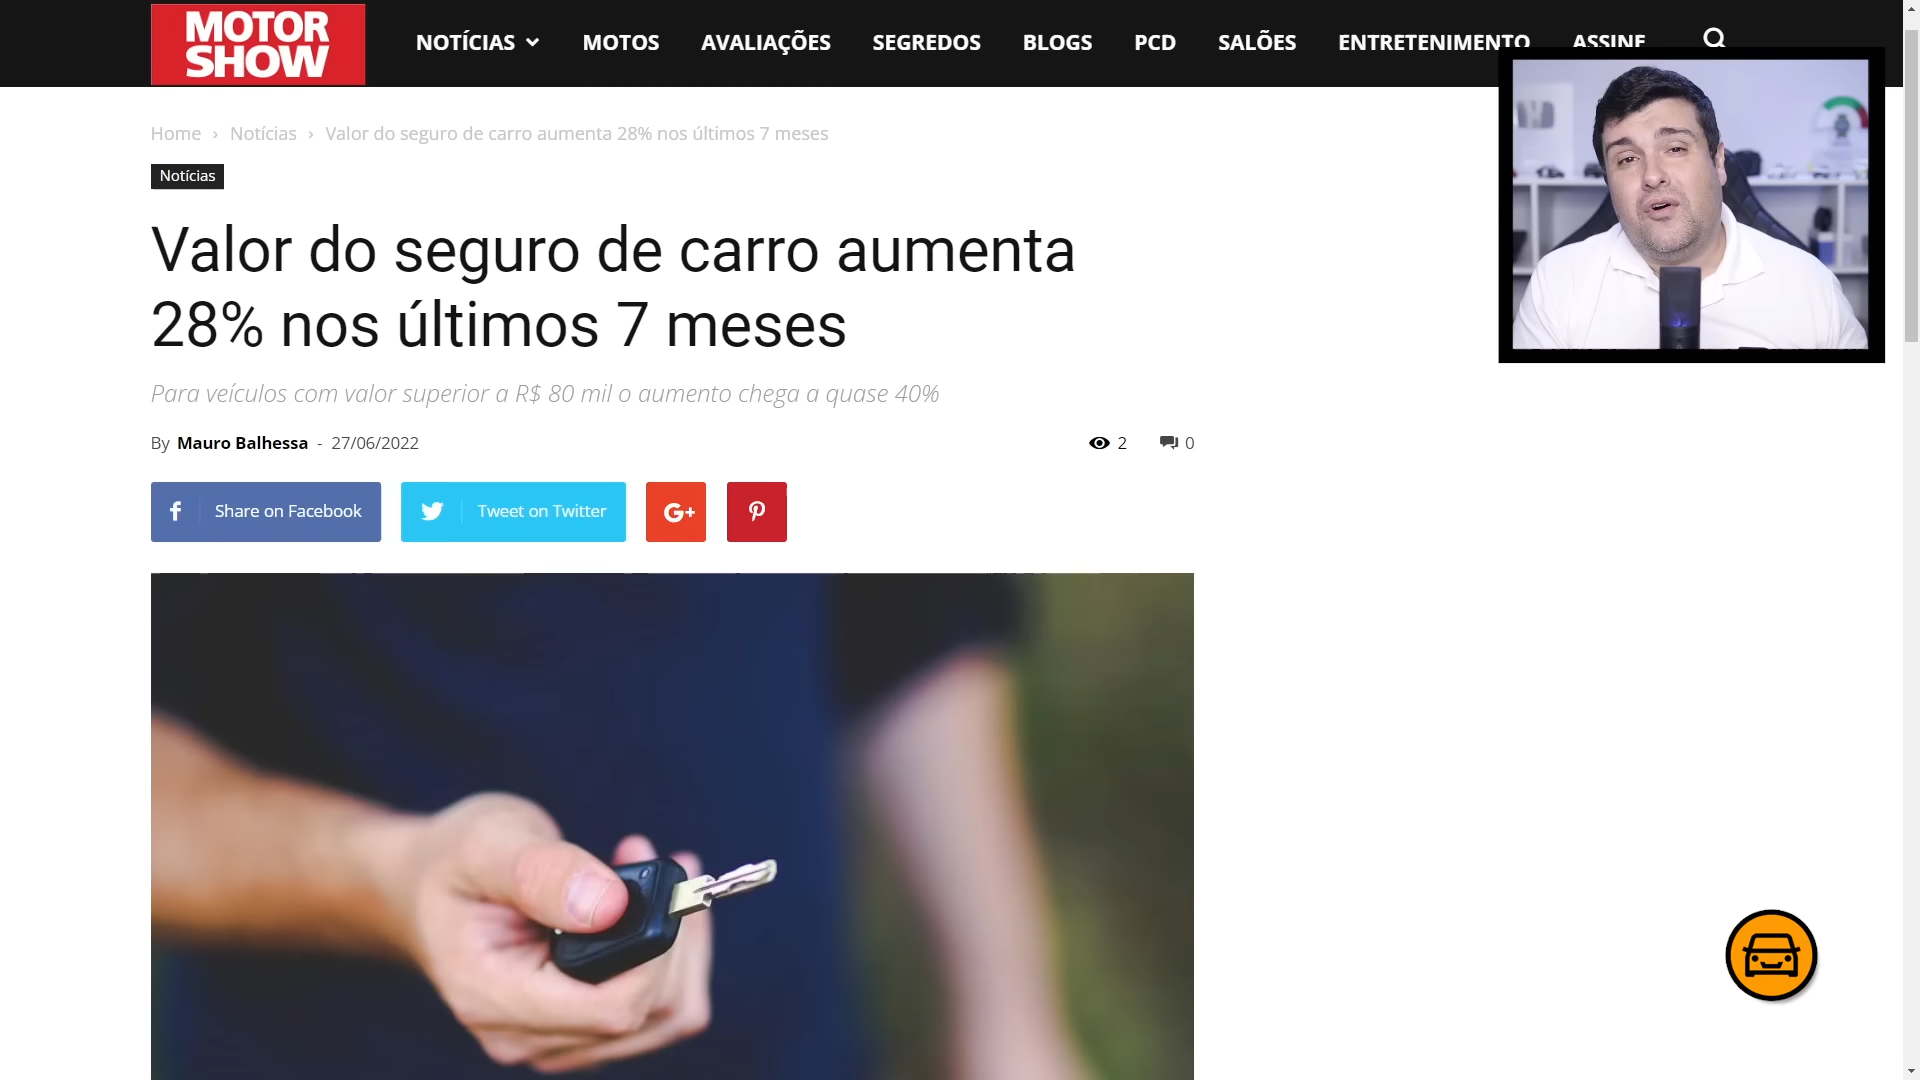 MOTOR
SHOW
NOTÍCIAS
MOTOS
AVALIAÇÕES
SEGREDOS
BLOGS
PCD
SALÕES
ENTRETENIMENTO
ASSINE
Home › Notícias › Valor do seguro de carro aumenta 28% nos últimos 7 meses
Notícias
Valor do seguro de carro aumenta
28% nos últimos 7 meses
Para veículos com valor superior a R$ 80 mil o aumento chega a quase 40%
By Mauro Balhessa - 27/06/2022
2
0
Share on Facebook
Tweet on Twitter
G+